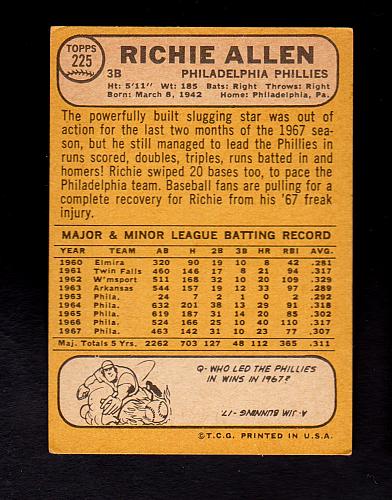 TOPPS
225
RICHIE ALLEN
3B PHILADELPHIA PHILLIES
Ht: 5'11" Wt: 185 Bats: Right Throws: Right
Born: March 8, 1942 Home: Philadelphia, Pa.
The powerfully built slugging star was out of
action for the last two months of the 1967 sea-
son, but he still managed to lead the Phillies in
runs scored, doubles, triples, runs batted in and
homers! Richie swiped 20 bases too, to pace the
Philadelphia team. Baseball fans are pulling for a
complete recovery for Richie from his '67 freak
injury.
MAJOR & MINOR LEAGUE BATTING RECORD
YEAR TEAM AB H 2B 3B HR RBI AVG.
1960 Elmira 320 90 19 10 8 42 .281
1961 Twin Falls 460 146 17 8 21 94 .317
1962 W'msport 511 168 32 10 20 109 .329
1963 Arkansas 544 157 19 12 33 97 .289
1963 Phila. 24 7 2 1 0 2 .292
1964 Phila. 632 201 38 13 29 91 .318
1965 Phila. 619 187 31 14 20 85 .302
1966 Phila. 524 166 25 10 40 110 .317
1967 Phila. 463 142 31 10 23 77 .307
Maj. Totals 5 Yrs. 2262 703 127 48 112 365 .311
Q- WHO LED THE PHILLIES
IN WINS IN 1967?
A- JIM BUNNING -17.
©T.C.G. PRINTED IN U.S.A.